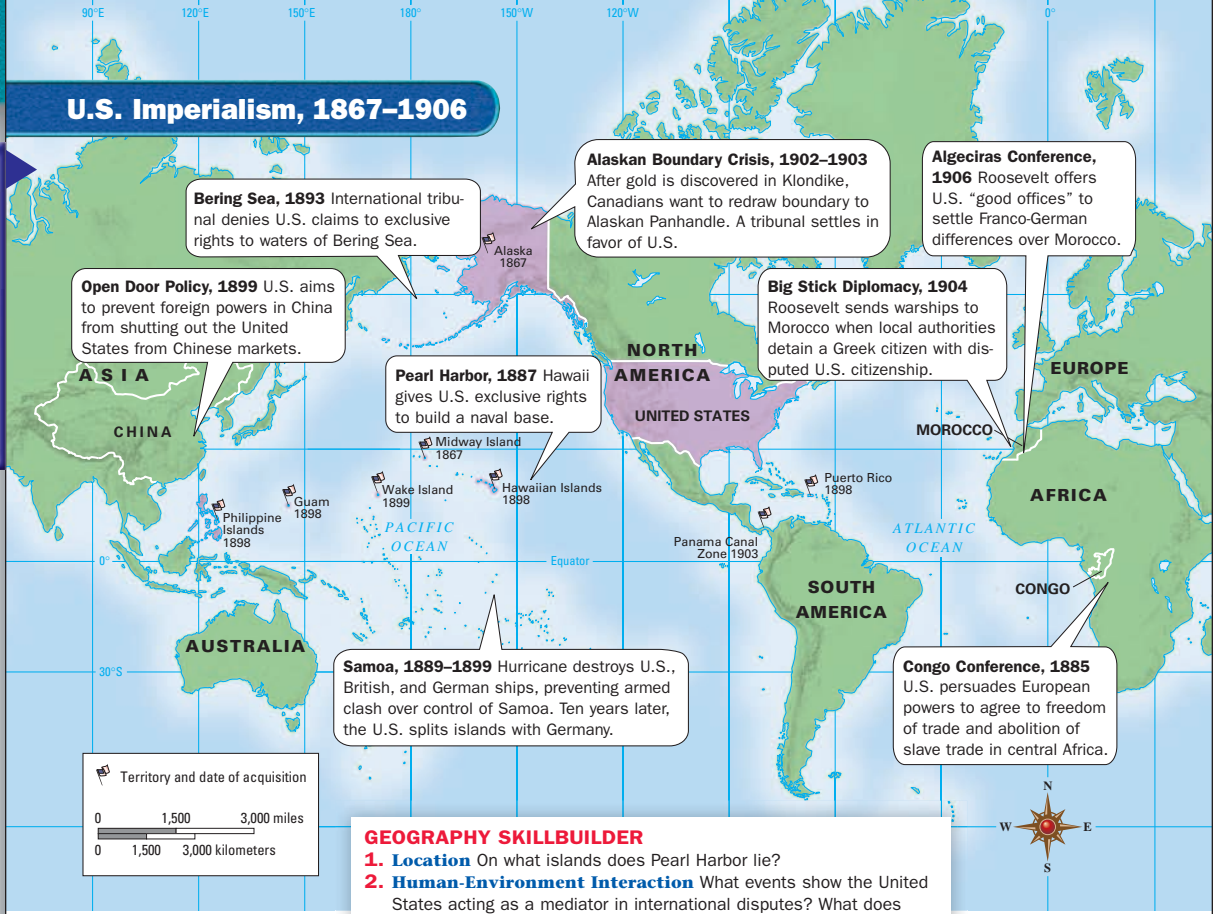 90°E 120°E 150°E 180° 150°W 120°W 0°
U.S. Imperialism, 1867–1906
Bering Sea, 1893 International tribu-
nal denies U.S. claims to exclusive
rights to waters of Bering Sea.
Alaskan Boundary Crisis, 1902–1903
After gold is discovered in Klondike,
Canadians want to redraw boundary to
Alaskan Panhandle. A tribunal settles in
favor of U.S.
Algeciras Conference,
1906 Roosevelt offers
U.S. “good offices” to
settle Franco-German
differences over Morocco.
Alaska
1867
Open Door Policy, 1899 U.S. aims
to prevent foreign powers in China
from shutting out the United
States from Chinese markets.
Big Stick Diplomacy, 1904
Roosevelt sends warships to
Morocco when local authorities
detain a Greek citizen with dis-
puted U.S. citizenship.
Pearl Harbor, 1887 Hawaii
gives U.S. exclusive rights
to build a naval base.
ASIA
CHINA
NORTH
AMERICA
UNITED STATES
EUROPE
MOROCCO
AFRICA
Midway Island
1867
Wake Island
1899
Hawaiian Islands
1898
Guam
1898
Philippine
Islands
1898
PACIFIC
OCEAN
Puerto Rico
1898
Panama Canal
Zone 1903
ATLANTIC
OCEAN
0°
Equator
SOUTH
AMERICA
CONGO
AUSTRALIA
30°S
Samoa, 1889–1899 Hurricane destroys U.S.,
British, and German ships, preventing armed
clash over control of Samoa. Ten years later,
the U.S. splits islands with Germany.
Congo Conference, 1885
U.S. persuades European
powers to agree to freedom
of trade and abolition of
slave trade in central Africa.
Territory and date of acquisition
0 1,500 3,000 miles
0 1,500 3,000 kilometers
N
W E
S
GEOGRAPHY SKILLBUILDER
1. Location On what islands does Pearl Harbor lie?
2. Human-Environment Interaction What events show the United
States acting as a mediator in international disputes? What does